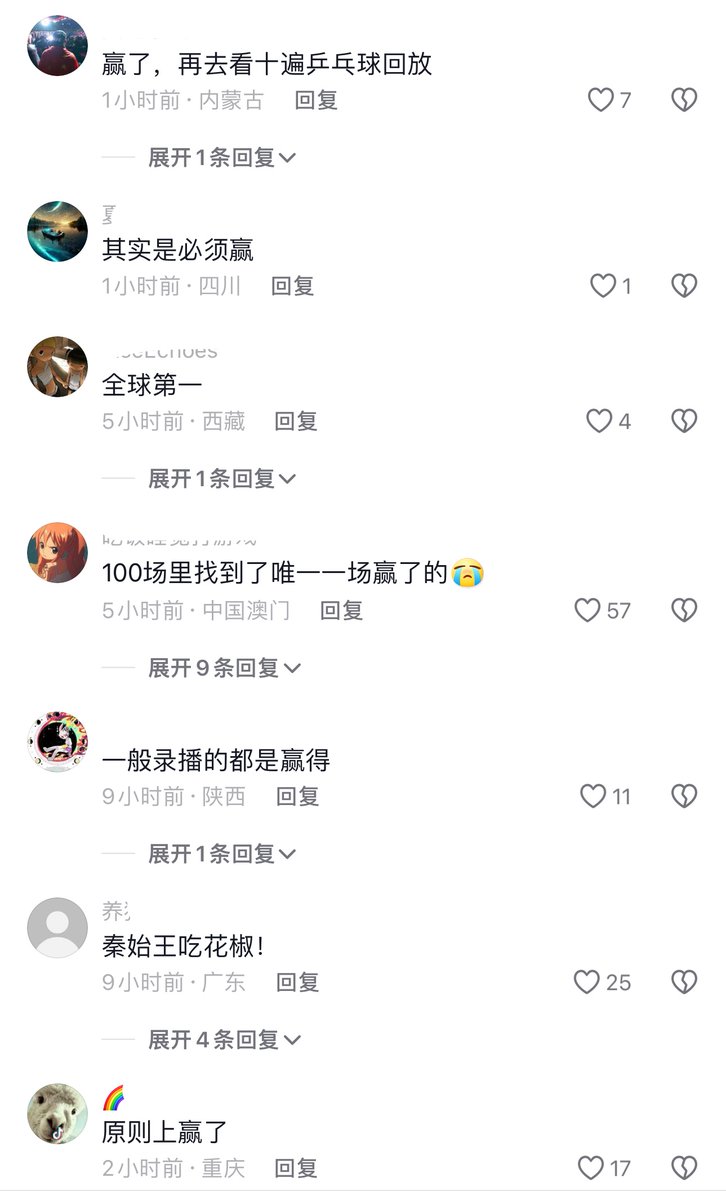 赢了，再去看十遍乒乓球回放
1小时前·内蒙古 回复 7
展开1条回复
其实是必须赢
1小时前·四川 回复 1
全球第一
5小时前·西藏 回复 4
展开1条回复
100场里找到了唯一一场赢了的😭
5小时前·中国澳门 回复 57
展开9条回复
一般录播的都是赢得
9小时前·陕西 回复 11
展开1条回复
养
秦始王吃花椒！
9小时前·广东 回复 25
展开4条回复
🌈
原则上赢了
2小时前·重庆 回复 17